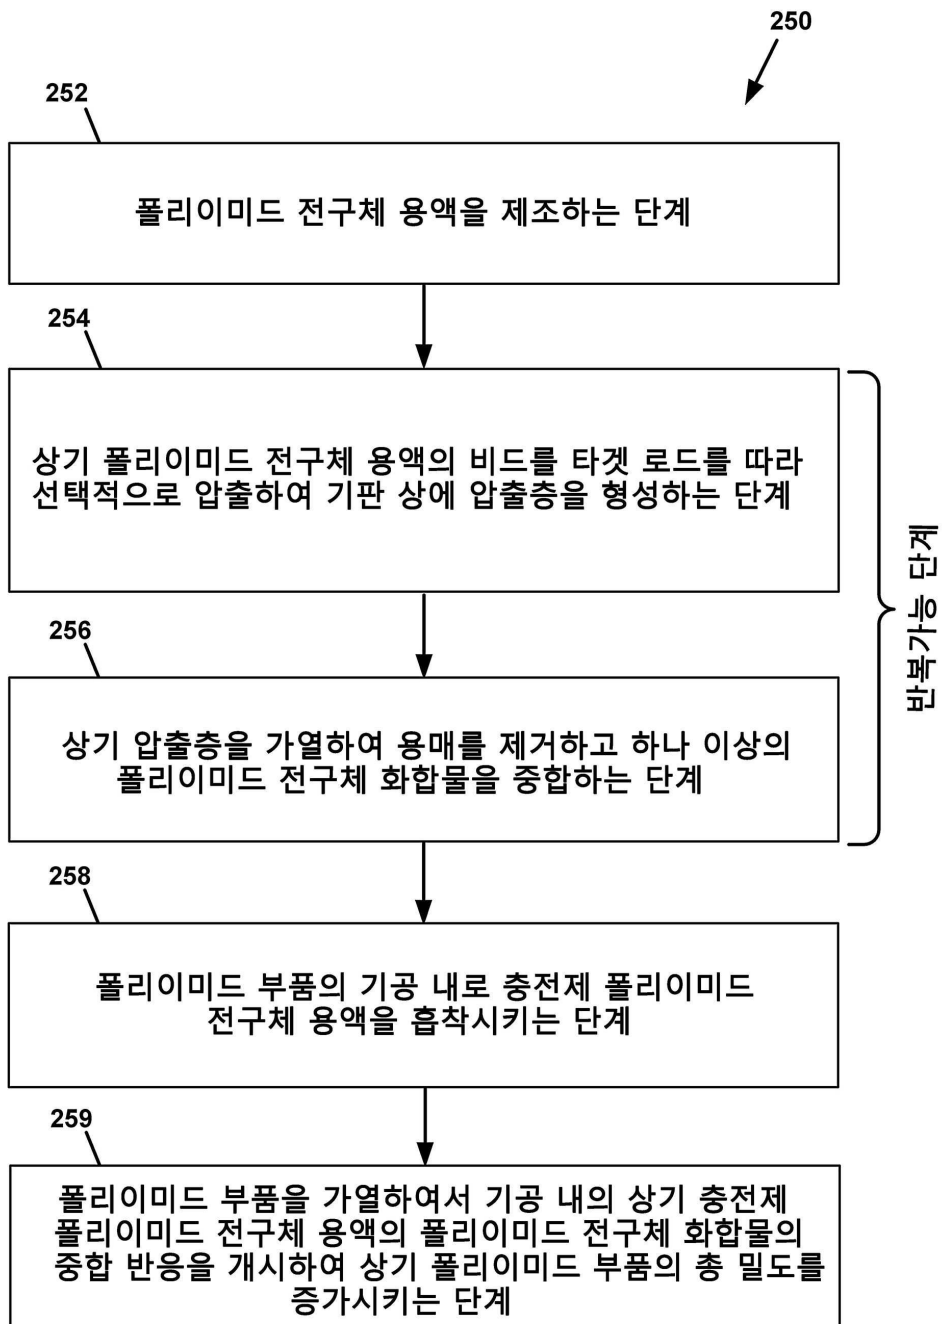 250
252
폴리이미드 전구체 용액을 제조하는 단계
254
상기 폴리이미드 전구체 용액의 비드를 타겟 로드를 따라
선택적으로 압출하여 기판 상에 압출층을 형성하는 단계
반복가능 단계
256
상기 압출층을 가열하여 용매를 제거하고 하나 이상의
폴리이미드 전구체 화합물을 중합하는 단계
258
폴리이미드 부품의 기공 내로 충전제 폴리이미드
전구체 용액을 흡착시키는 단계
259
폴리이미드 부품을 가열하여서 기공 내의 상기 충전제
폴리이미드 전구체 용액의 폴리이미드 전구체 화합물의
중합 반응을 개시하여 상기 폴리이미드 부품의 총 밀도를
증가시키는 단계